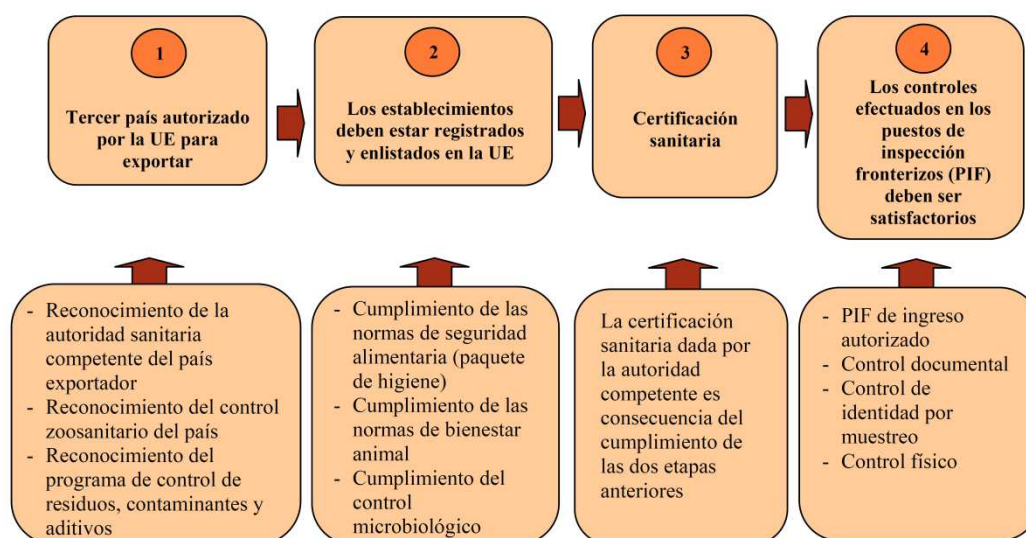 1
Tercer país autorizado
por la UE para
exportar
2
Los establecimientos
deben estar registrados
y enlistados en la UE
3
Certificación
sanitaria
4
Los controles
efectuados en los
puestos de
inspección
fronterizos (PIF)
deben ser
satisfactorios
- Reconocimiento de la
autoridad sanitaria
competente del país
exportador
- Reconocimiento del control
zoosanitario del país
- Reconocimiento del
programa de control de
residuos, contaminantes y
aditivos
- Cumplimiento de las
normas de seguridad
alimentaria (paquete
de higiene)
- Cumplimiento de las
normas de bienestar
animal
- Cumplimiento del
control
microbiológico
La certificación
sanitaria dada por
la autoridad
competente es
consecuencia del
cumplimiento de
las dos etapas
anteriores
- PIF de ingreso
autorizado
- Control documental
- Control de
identidad por
muestreo
- Control físico